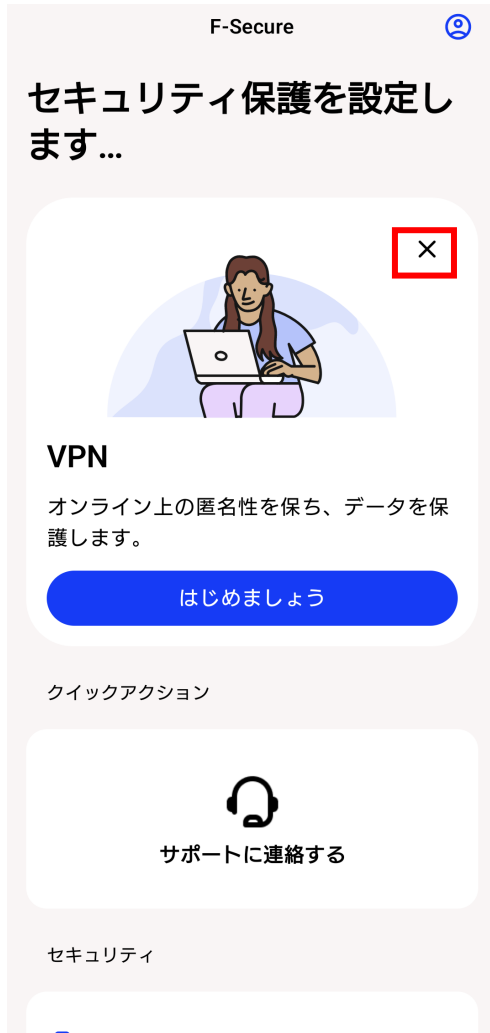 F-Secure
セキュリティ保護を設定し
ます...
VPN
オンライン上の匿名性を保ち、データを保
護します。
はじめましょう
クイックアクション
サポートに連絡する
セキュリティ